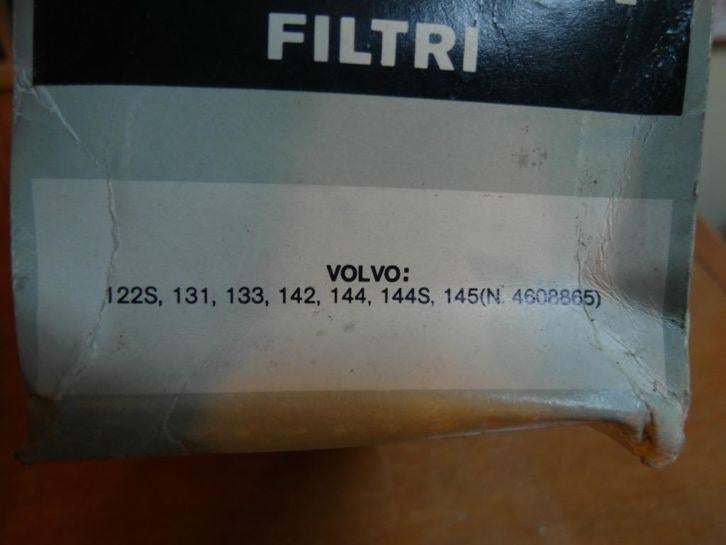 FILTRI
VOLVO:
122S, 131, 133, 142, 144, 144S, 145(N. 4608865)